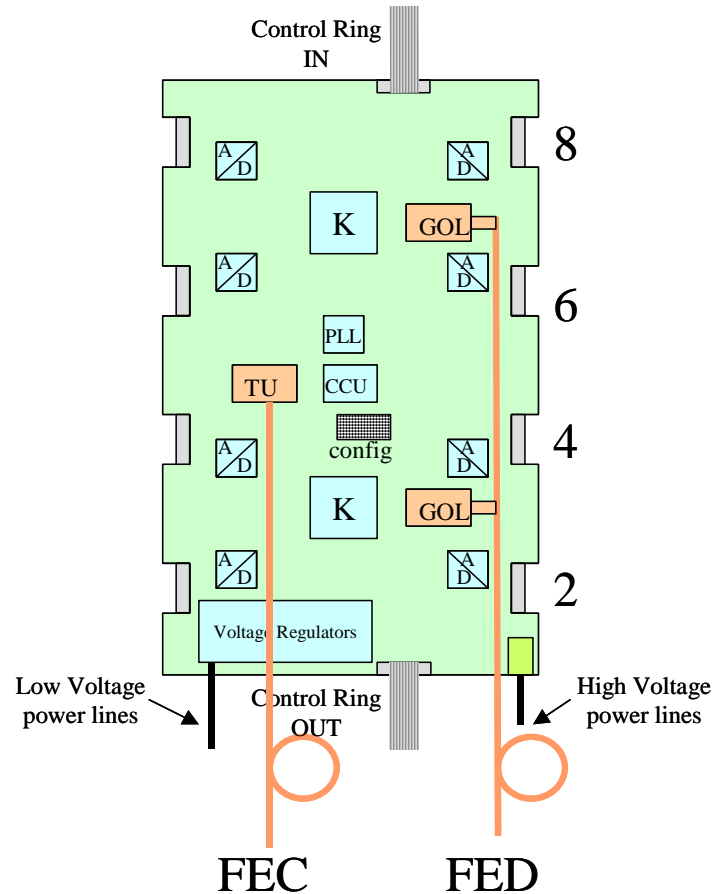 Control Ring
IN
A
D
A
D
8
K
GOL
A
D
A
D
6
PLL
TU
CCU
config
A
D
A
D
4
K
GOL
A
D
A
D
2
Voltage Regulators
Low Voltage
power lines
Control Ring
OUT
High Voltage
power lines
FEC
FED